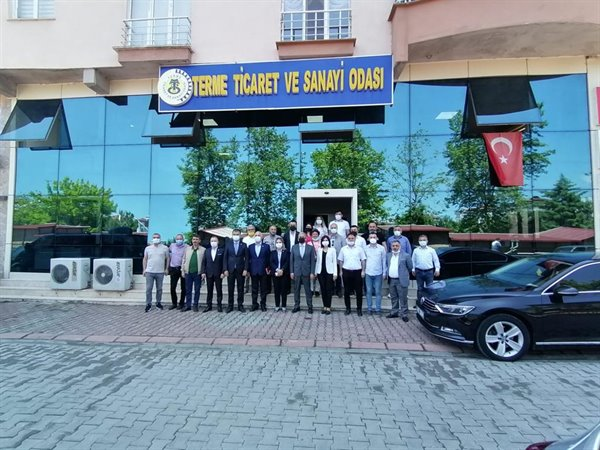 TERME TİCARET VE SANAYİ ODASI